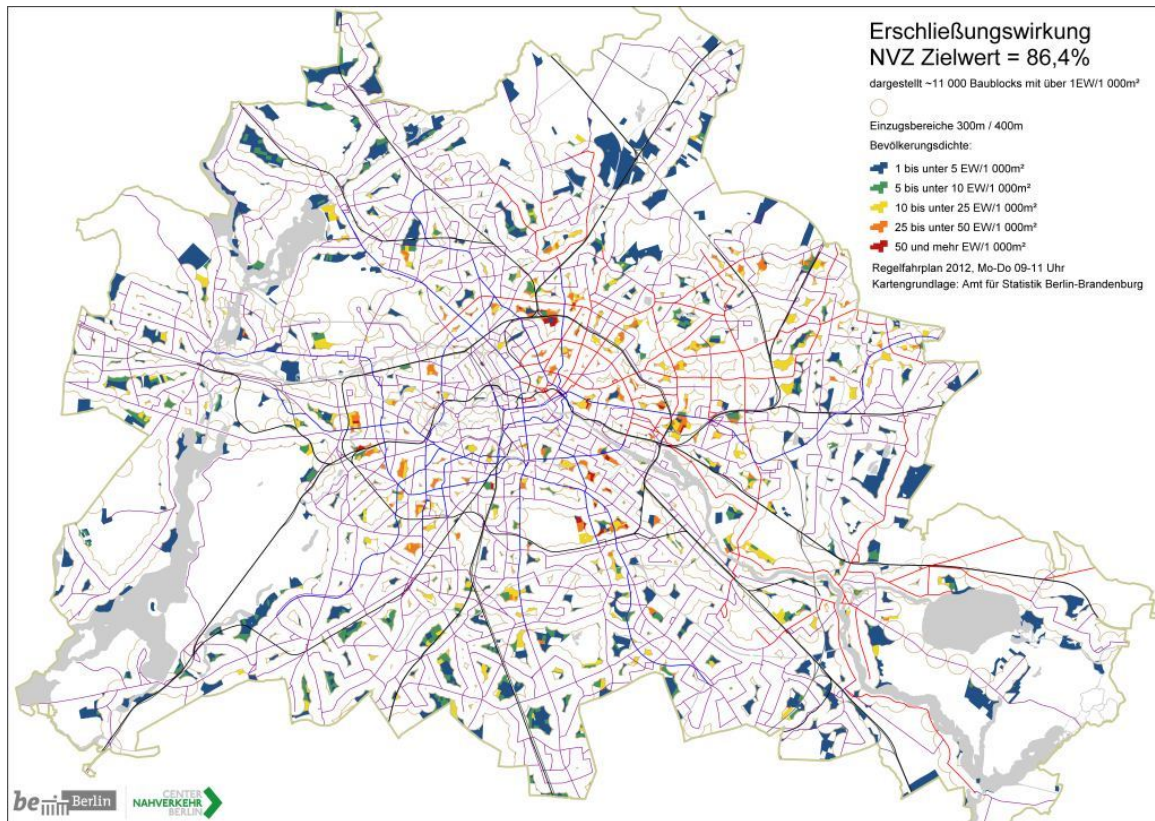 Erschließungswirkung
NVZ Zielwert = 86,4%
dargestellt ~11 000 Baublocks mit über 1EW/1 000m²
Einzugsbereiche 300m / 400m
Bevölkerungsdichte:
1 bis unter 5 EW/1 000m²
5 bis unter 10 EW/1 000m²
10 bis unter 25 EW/1 000m²
25 bis unter 50 EW/1 000m²
50 und mehr EW/1 000m²
Regelfahrplan 2012, Mo-Do 09-11 Uhr
Kartengrundlage: Amt für Statistik Berlin-Brandenburg
be Berlin
CENTER
NAHVERKEHR
BERLIN